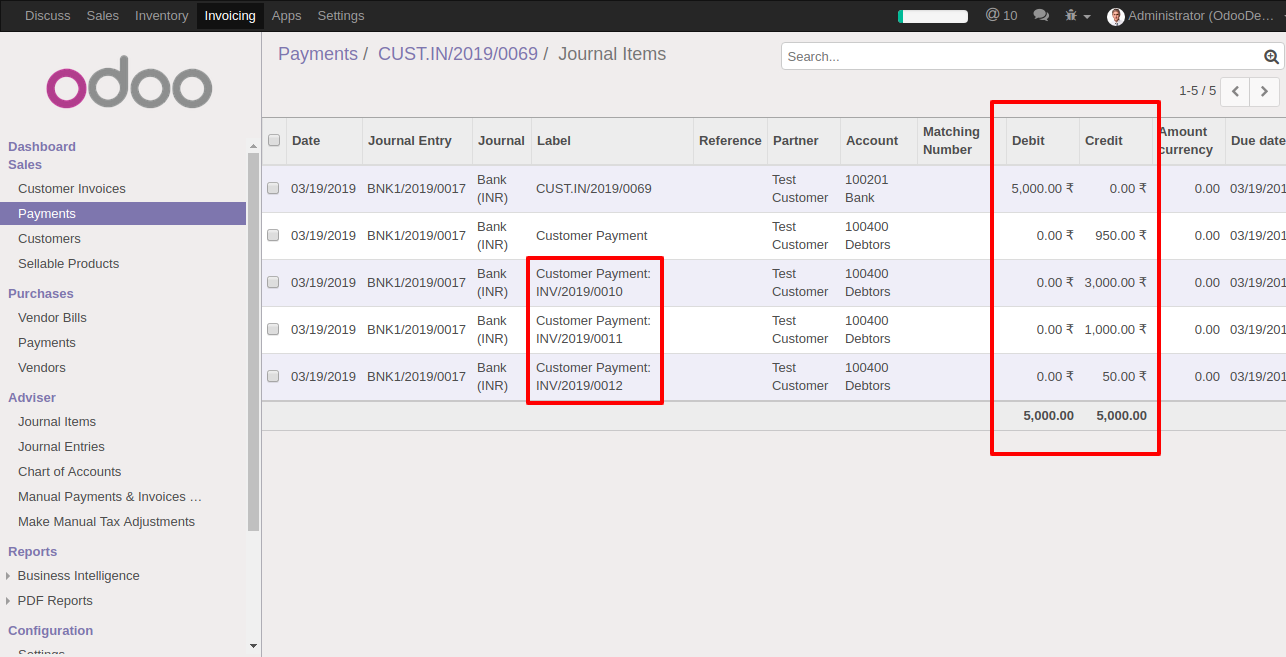 Discuss Sales Inventory Invoicing Apps Settings @ 10 Administrator (OdooDe...
odoo
Payments / CUST.IN/2019/0069 / Journal Items
Search...
1-5 / 5
Dashboard
Sales
Customer Invoices
Payments
Customers
Sellable Products
Purchases
Vendor Bills
Payments
Vendors
Adviser
Journal Items
Journal Entries
Chart of Accounts
Manual Payments & Invoices ...
Make Manual Tax Adjustments
Reports
Business Intelligence
PDF Reports
Configuration
Settings
Date Journal Entry Journal Label Reference Partner Account Matching Number Debit Credit Amount currency Due date
03/19/2019 BNK1/2019/0017 Bank (INR) CUST.IN/2019/0069 Test Customer 100201 Bank 5,000.00 ₹ 0.00 ₹ 0.00 03/19/201
03/19/2019 BNK1/2019/0017 Bank (INR) Customer Payment Test Customer 100400 Debtors 0.00 ₹ 950.00 ₹ 0.00 03/19/201
03/19/2019 BNK1/2019/0017 Bank (INR) Customer Payment: INV/2019/0010 Test Customer 100400 Debtors 0.00 ₹ 3,000.00 ₹ 0.00 03/19/201
03/19/2019 BNK1/2019/0017 Bank (INR) Customer Payment: INV/2019/0011 Test Customer 100400 Debtors 0.00 ₹ 1,000.00 ₹ 0.00 03/19/201
03/19/2019 BNK1/2019/0017 Bank (INR) Customer Payment: INV/2019/0012 Test Customer 100400 Debtors 0.00 ₹ 50.00 ₹ 0.00 03/19/201
5,000.00 5,000.00